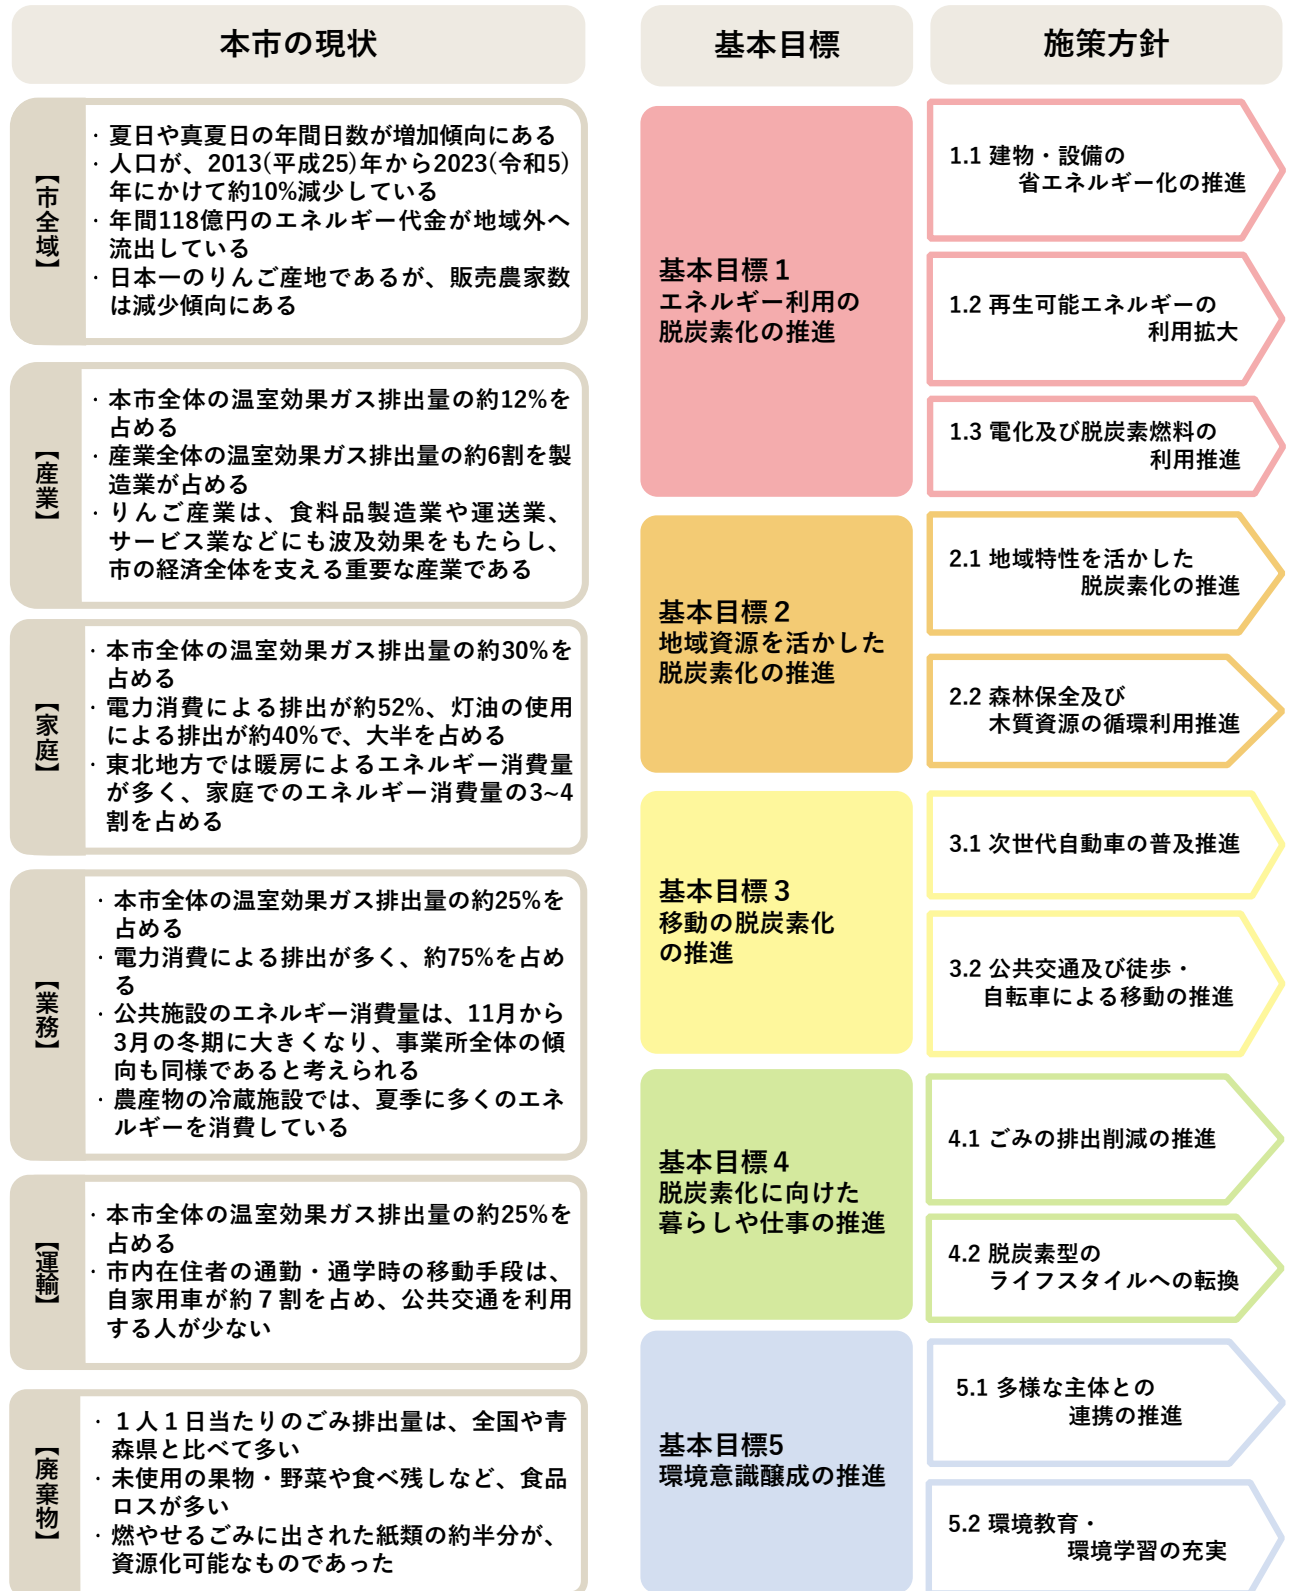 本市の現状
【市全域】
・夏日や真夏日の年間日数が増加傾向にある
・人口が、2013(平成25)年から2023(令和5)
年にかけて約10%減少している
・年間118億円のエネルギー代金が地域外へ
流出している
・日本一のりんご産地であるが、販売農家数
は減少傾向にある
【産業】
・本市全体の温室効果ガス排出量の約12%を
占める
・産業全体の温室効果ガス排出量の約6割を製
造業が占める
・りんご産業は、食料品製造業や運送業、
サービス業などにも波及効果をもたらし、
市の経済全体を支える重要な産業である
【家庭】
・本市全体の温室効果ガス排出量の約30%を
占める
・電力消費による排出が約52%、灯油の使用
による排出が約40%で、大半を占める
・東北地方では暖房によるエネルギー消費量
が多く、家庭でのエネルギー消費量の3~4
割を占める
【業務】
・本市全体の温室効果ガス排出量の約25%を
占める
・電力消費による排出が多く、約75%を占め
る
・公共施設のエネルギー消費量は、11月から
3月の冬期に大きくなり、事業所全体の傾
向も同様であると考えられる
・農産物の冷蔵施設では、夏季に多くのエネ
ルギーを消費している
【運輸】
・本市全体の温室効果ガス排出量の約25%を
占める
・市内在住者の通勤・通学時の移動手段は、
自家用車が約７割を占め、公共交通を利用
する人が少ない
【廃棄物】
・１人１日当たりのごみ排出量は、全国や青
森県と比べて多い
・未使用の果物・野菜や食べ残しなど、食品
ロスが多い
・燃やせるごみに出された紙類の約半分が、
資源化可能なものであった
基本目標
基本目標１
エネルギー利用の
脱炭素化の推進
基本目標２
地域資源を活かした
脱炭素化の推進
基本目標３
移動の脱炭素化
の推進
基本目標４
脱炭素化に向けた
暮らしや仕事の推進
基本目標5
環境意識醸成の推進
施策方針
1.1 建物・設備の
省エネルギー化の推進
1.2 再生可能エネルギーの
利用拡大
1.3 電化及び脱炭素燃料の
利用推進
2.1 地域特性を活かした
脱炭素化の推進
2.2 森林保全及び
木質資源の循環利用推進
3.1 次世代自動車の普及推進
3.2 公共交通及び徒歩・
自転車による移動の推進
4.1 ごみの排出削減の推進
4.2 脱炭素型の
ライフスタイルへの転換
5.1 多様な主体との
連携の推進
5.2 環境教育・
環境学習の充実